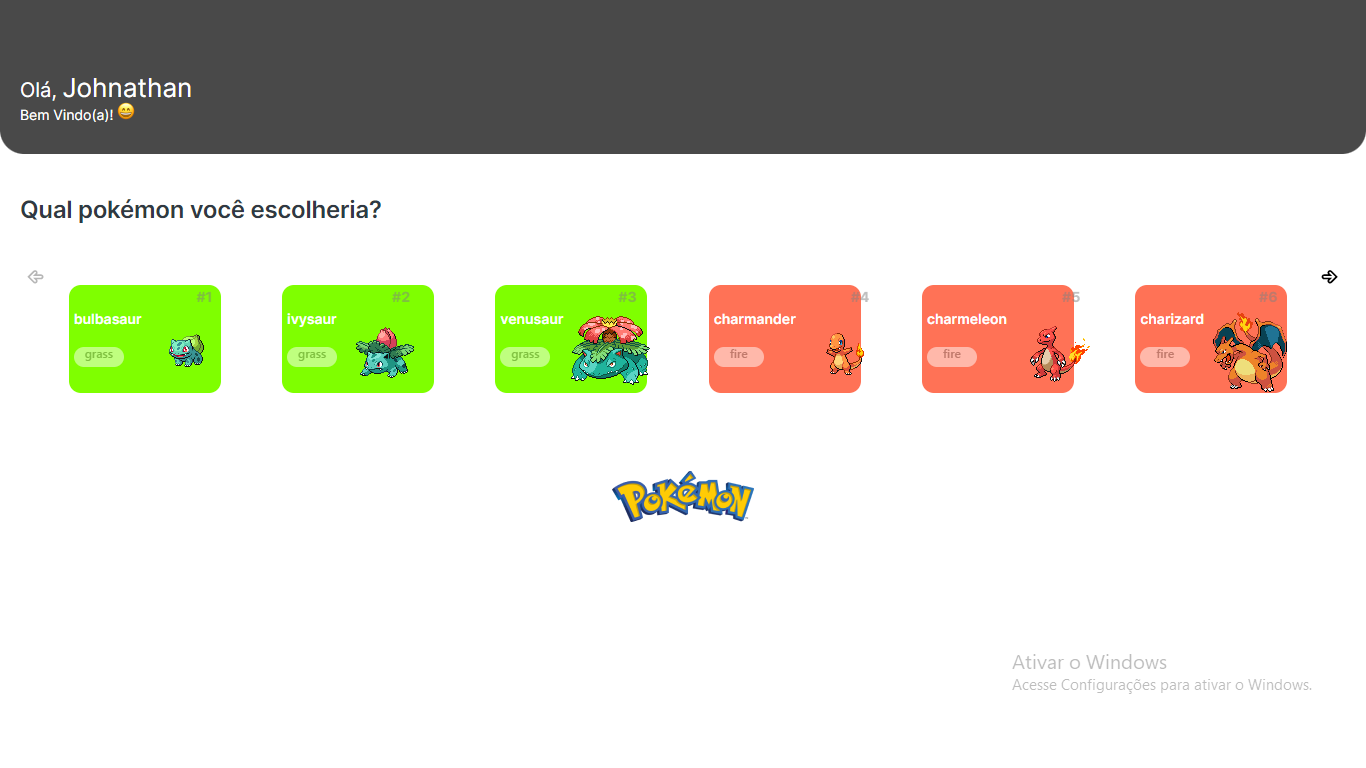 Olá, Johnathan
Bem Vindo(a)! 😄
Qual pokémon você escolheria?
#1
bulbasaur
grass
#2
ivysaur
grass
#3
venusaur
grass
#4
charmander
fire
#5
charmeleon
fire
#6
charizard
fire
POKéMON
Ativar o Windows
Acesse Configurações para ativar o Windows.